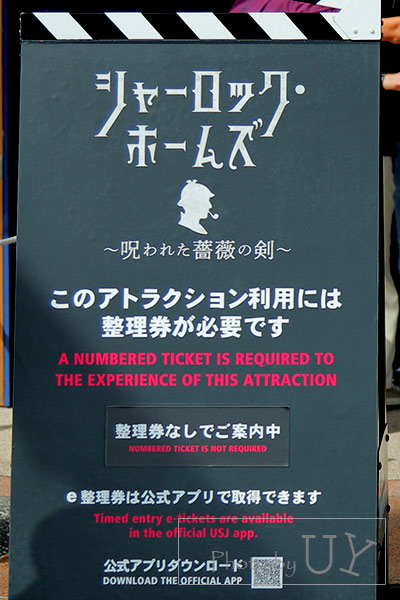 シャーロック・
ホームズ
～呪われた薔薇の剣～
このアトラクション利用には
整理券が必要です
A NUMBERED TICKET IS REQUIRED TO
THE EXPERIENCE OF THIS ATTRACTION
整理券なしでご案内中
NUMBERED TICKET IS NOT REQUIRED
e整理券は公式アプリで取得できます
Timed entry e-tickets are available
in the official USJ app.
公式アプリダウンロード
DOWNLOAD THE OFFICIAL APP
Photo by UY